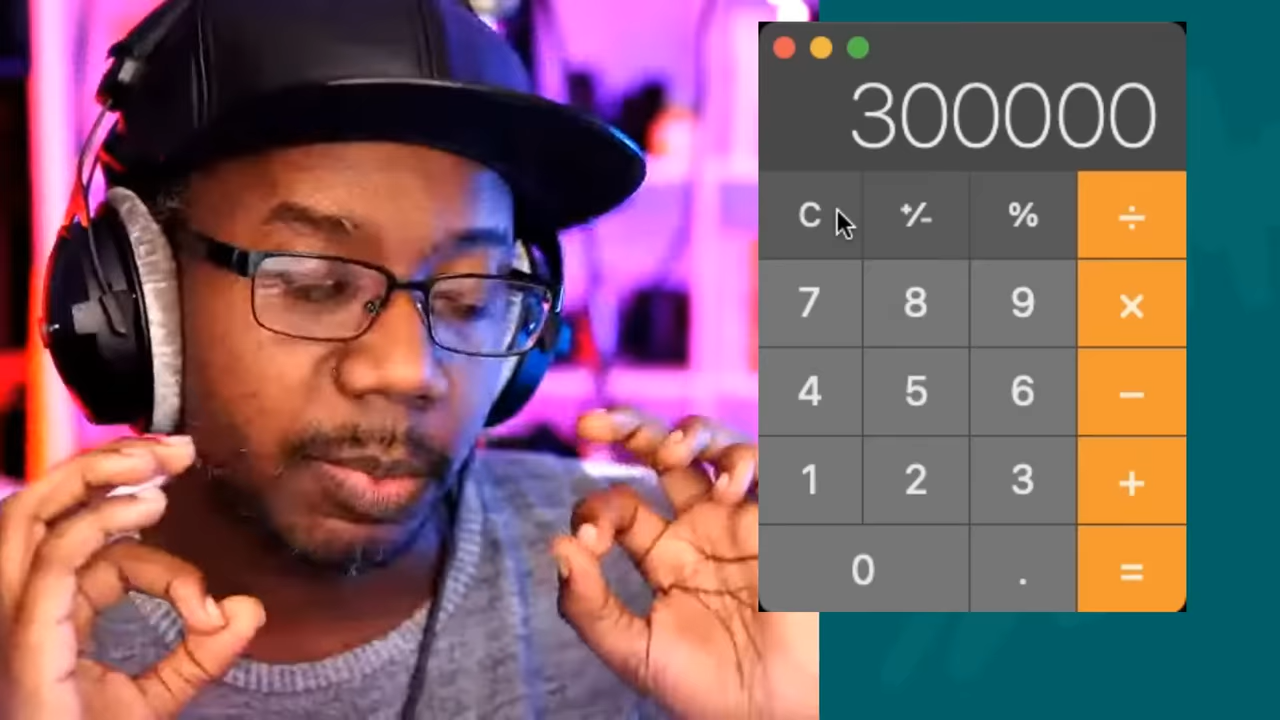 300000
C +/- % ÷
7 8 9 ×
4 5 6 −
1 2 3 +
0 . =